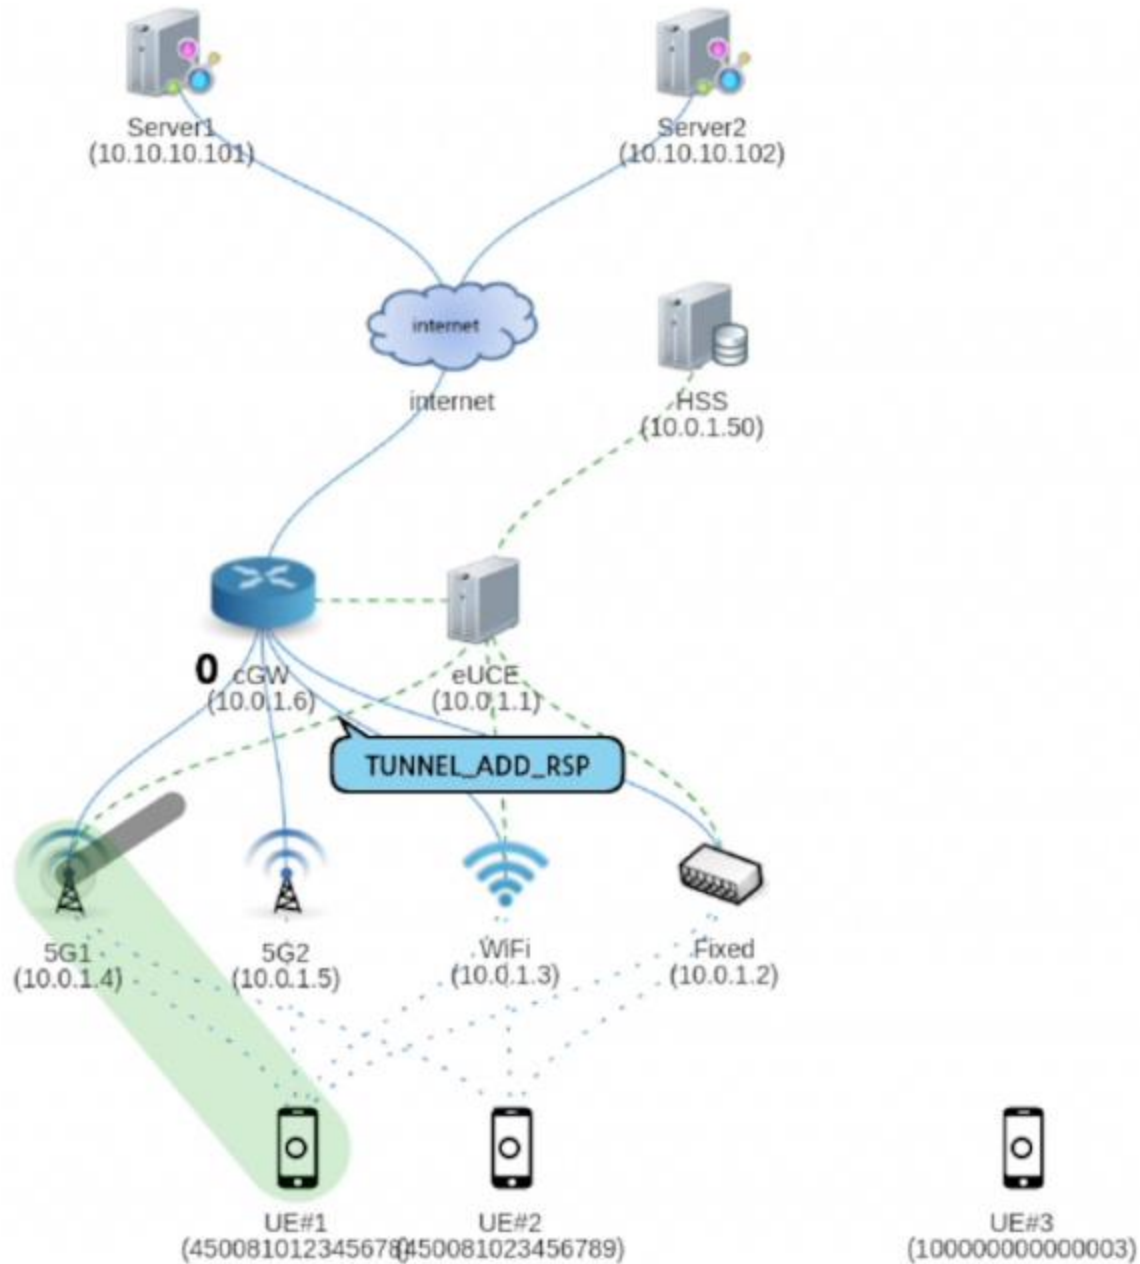 Server1
(10.10.10.101)
Server2
(10.10.10.102)
internet
internet
HSS
(10.0.1.50)
0
cGW
(10.0.1.6)
eUCE
(10.0.1.1)
TUNNEL_ADD_RSP
5G1
(10.0.1.4)
5G2
(10.0.1.5)
WiFi
(10.0.1.3)
Fixed
(10.0.1.2)
UE#1
(450081012345678)
UE#2
(450081023456789)
UE#3
(100000000000003)